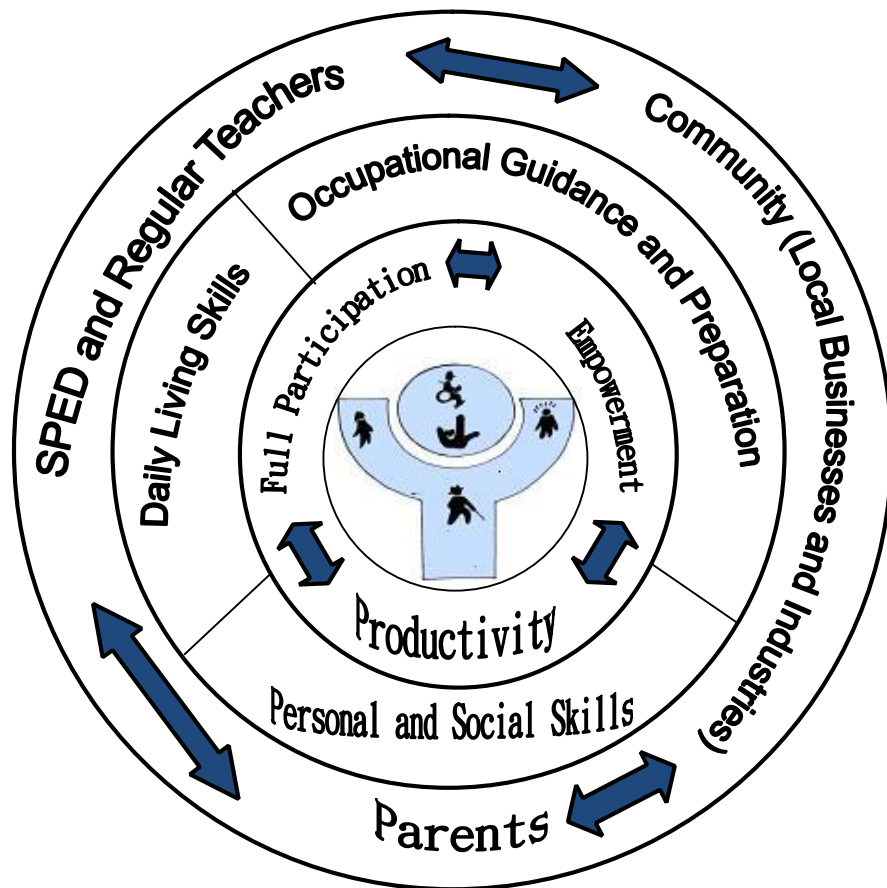 SPED and Regular Teachers
Community (Local Businesses and Industries)
Parents
Daily Living Skills
Occupational Guidance and Preparation
Personal and Social Skills
Full Participation
Empowerment
Productivity